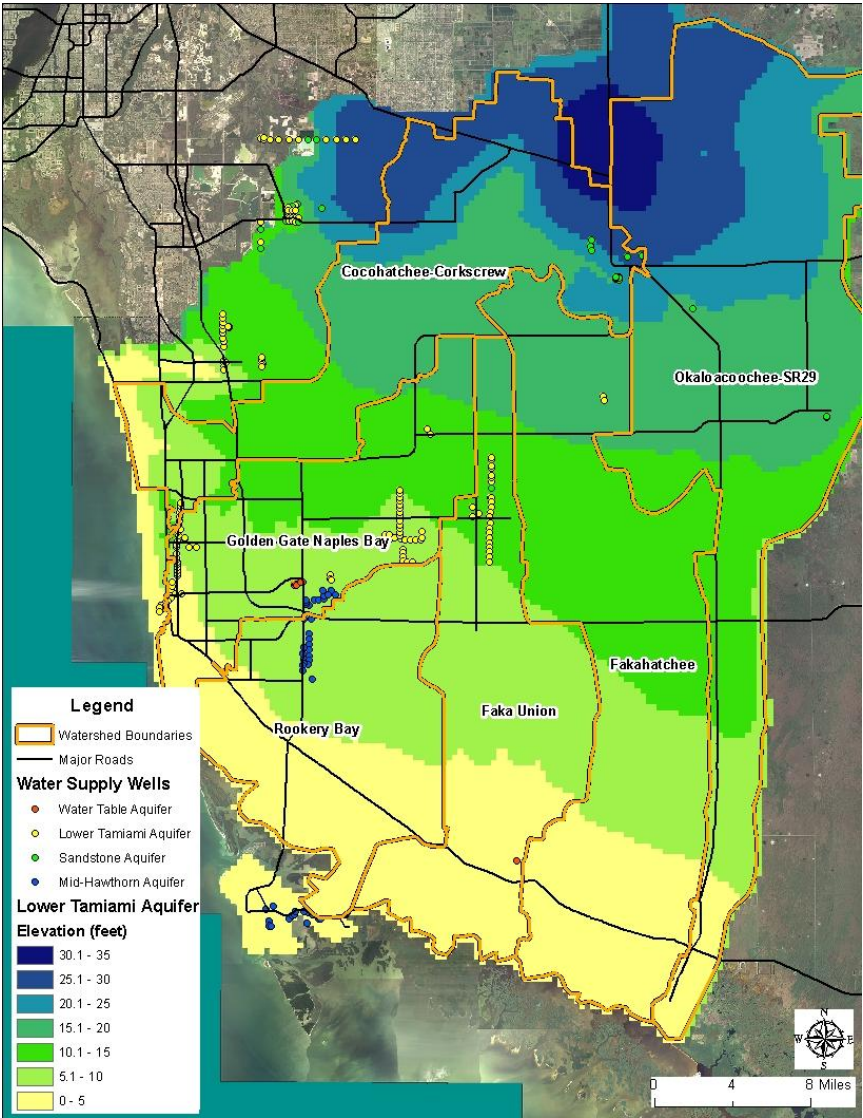 Cocohatchee-Corkscrew
Okaloacoochee-SR29
Golden Gate Naples Bay
Fakahatchee
Faka Union
Rookery Bay
Legend
Watershed Boundaries
Major Roads
Water Supply Wells
Water Table Aquifer
Lower Tamiami Aquifer
Sandstone Aquifer
Mid-Hawthorn Aquifer
Lower Tamiami Aquifer
Elevation (feet)
30.1 - 35
25.1 - 30
20.1 - 25
15.1 - 20
10.1 - 15
5.1 - 10
0 - 5
N
W E
S
0 4 8 Miles